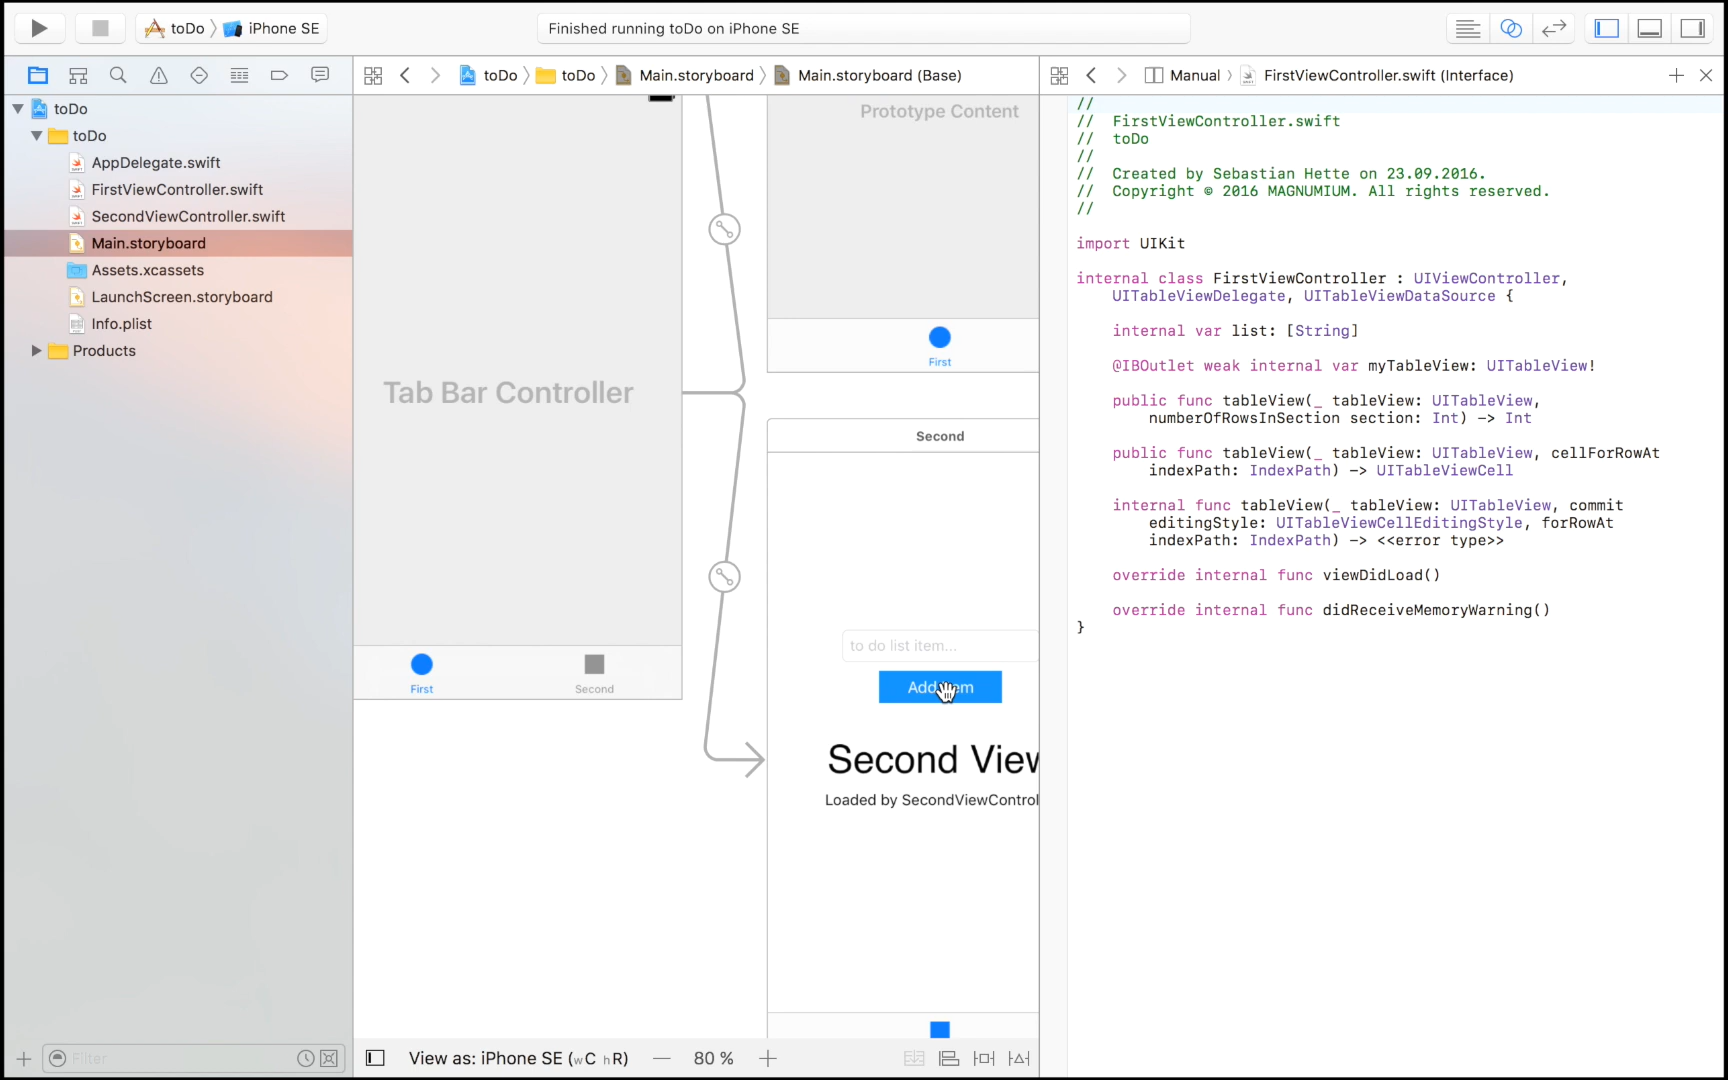 toDo 〉 iPhone SE
Finished running toDo on iPhone SE
toDo 〉 toDo 〉 Main.storyboard 〉 Main.storyboard (Base)
Manual 〉 FirstViewController.swift (Interface)
toDo
toDo
AppDelegate.swift
FirstViewController.swift
SecondViewController.swift
Main.storyboard
Assets.xcassets
LaunchScreen.storyboard
Info.plist
Products
Filter
Tab Bar Controller
First
Second
Prototype Content
First
Second
to do list item...
Second View
Loaded by SecondViewControl
View as: iPhone SE (wC hR)
— 80 % +
//
// FirstViewController.swift
// toDo
//
// Created by Sebastian Hette on 23.09.2016.
// Copyright © 2016 MAGNUMIUM. All rights reserved.
//
import UIKit
internal class FirstViewController : UIViewController,
UITableViewDelegate, UITableViewDataSource {
internal var list: [String]
@IBOutlet weak internal var myTableView: UITableView!
public func tableView(_ tableView: UITableView,
numberOfRowsInSection section: Int) -> Int
public func tableView(_ tableView: UITableView, cellForRowAt
indexPath: IndexPath) -> UITableViewCell
internal func tableView(_ tableView: UITableView, commit
editingStyle: UITableViewCellEditingStyle, forRowAt
indexPath: IndexPath) -> <<error type>>
override internal func viewDidLoad()
override internal func didReceiveMemoryWarning()
}